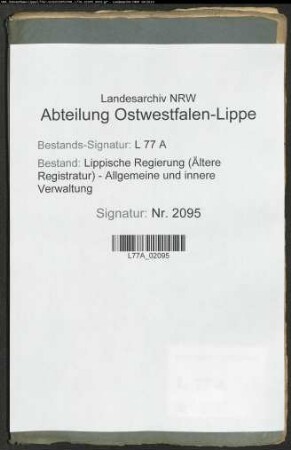 Landesarchiv NRW
Abteilung Ostwestfalen-Lippe
Bestands-Signatur: L 77 A
Bestand: Lippische Regierung (Ältere
Registratur) - Allgemeine und innere
Verwaltung
Signatur: Nr. 2095
L77A_02095